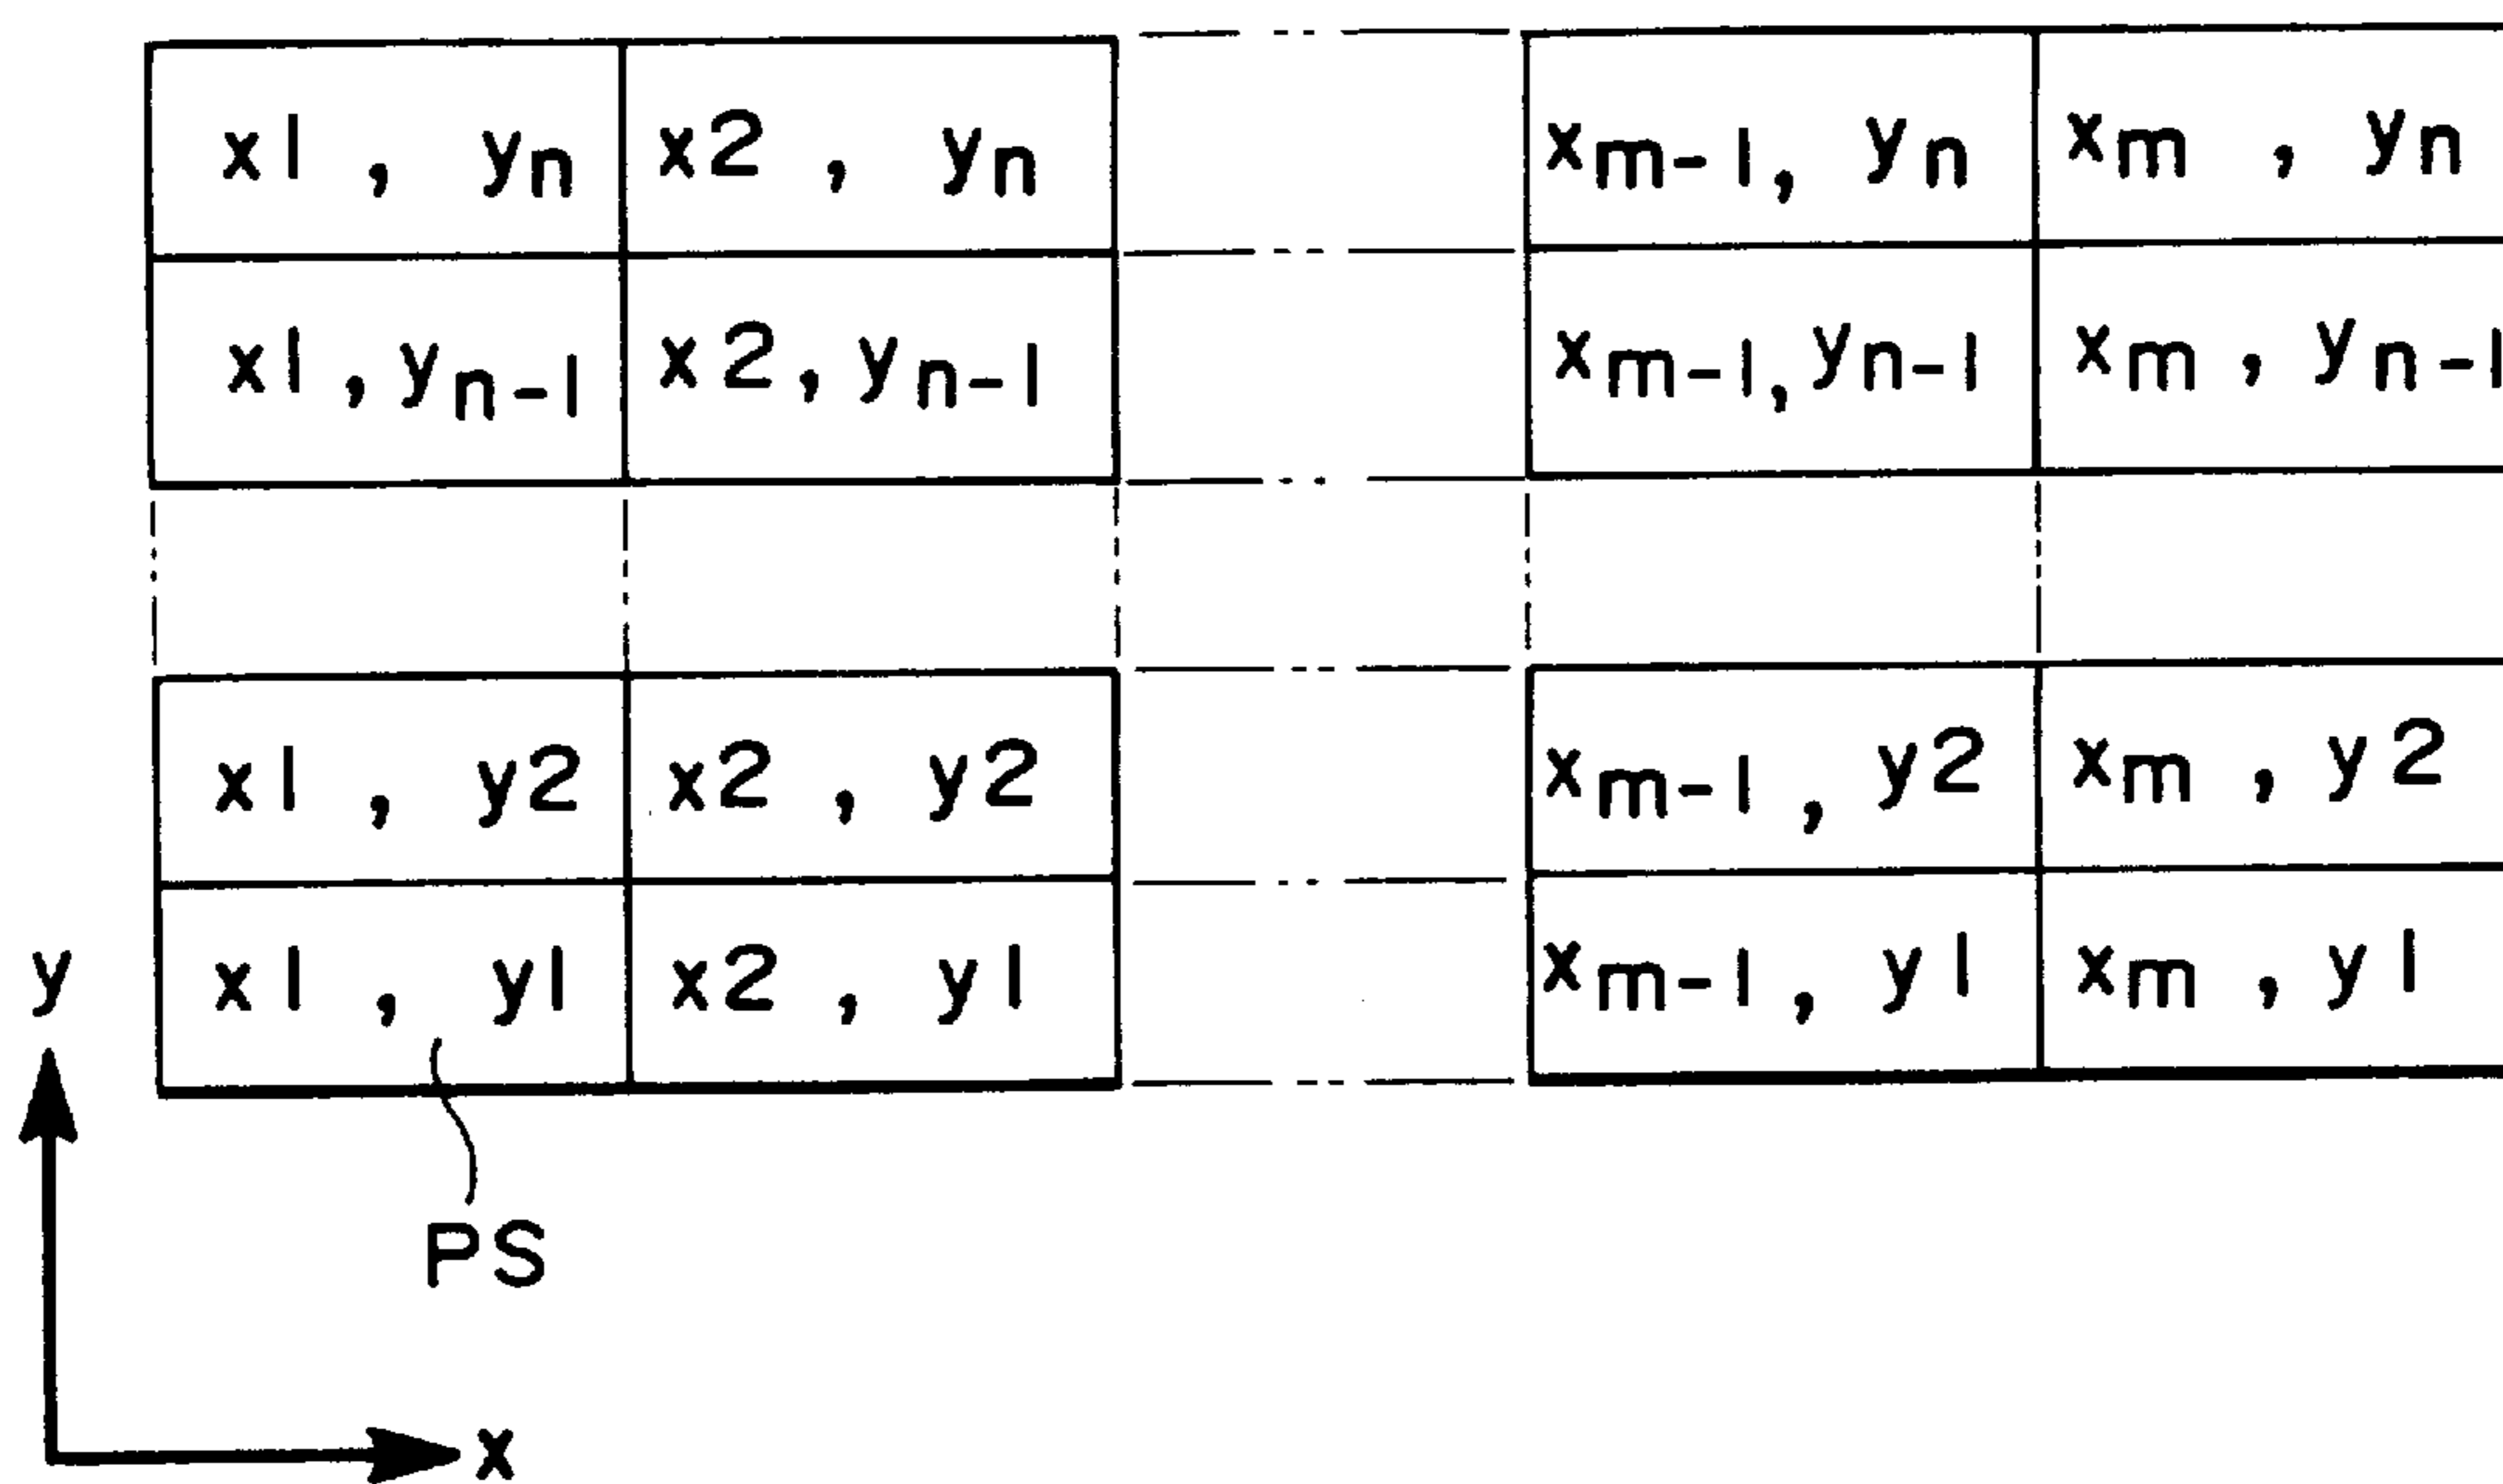 x1 , yn x2 , yn xm-1, yn xm , yn
x1 , yn-1 x2, yn-1 xm-1, yn-1 xm , yn-1
x1 , y2 x2 , y2 xm-1 , y2 xm , y2
y x1 , y1 x2 , y1 xm-1, y1 xm , y1
PS
x